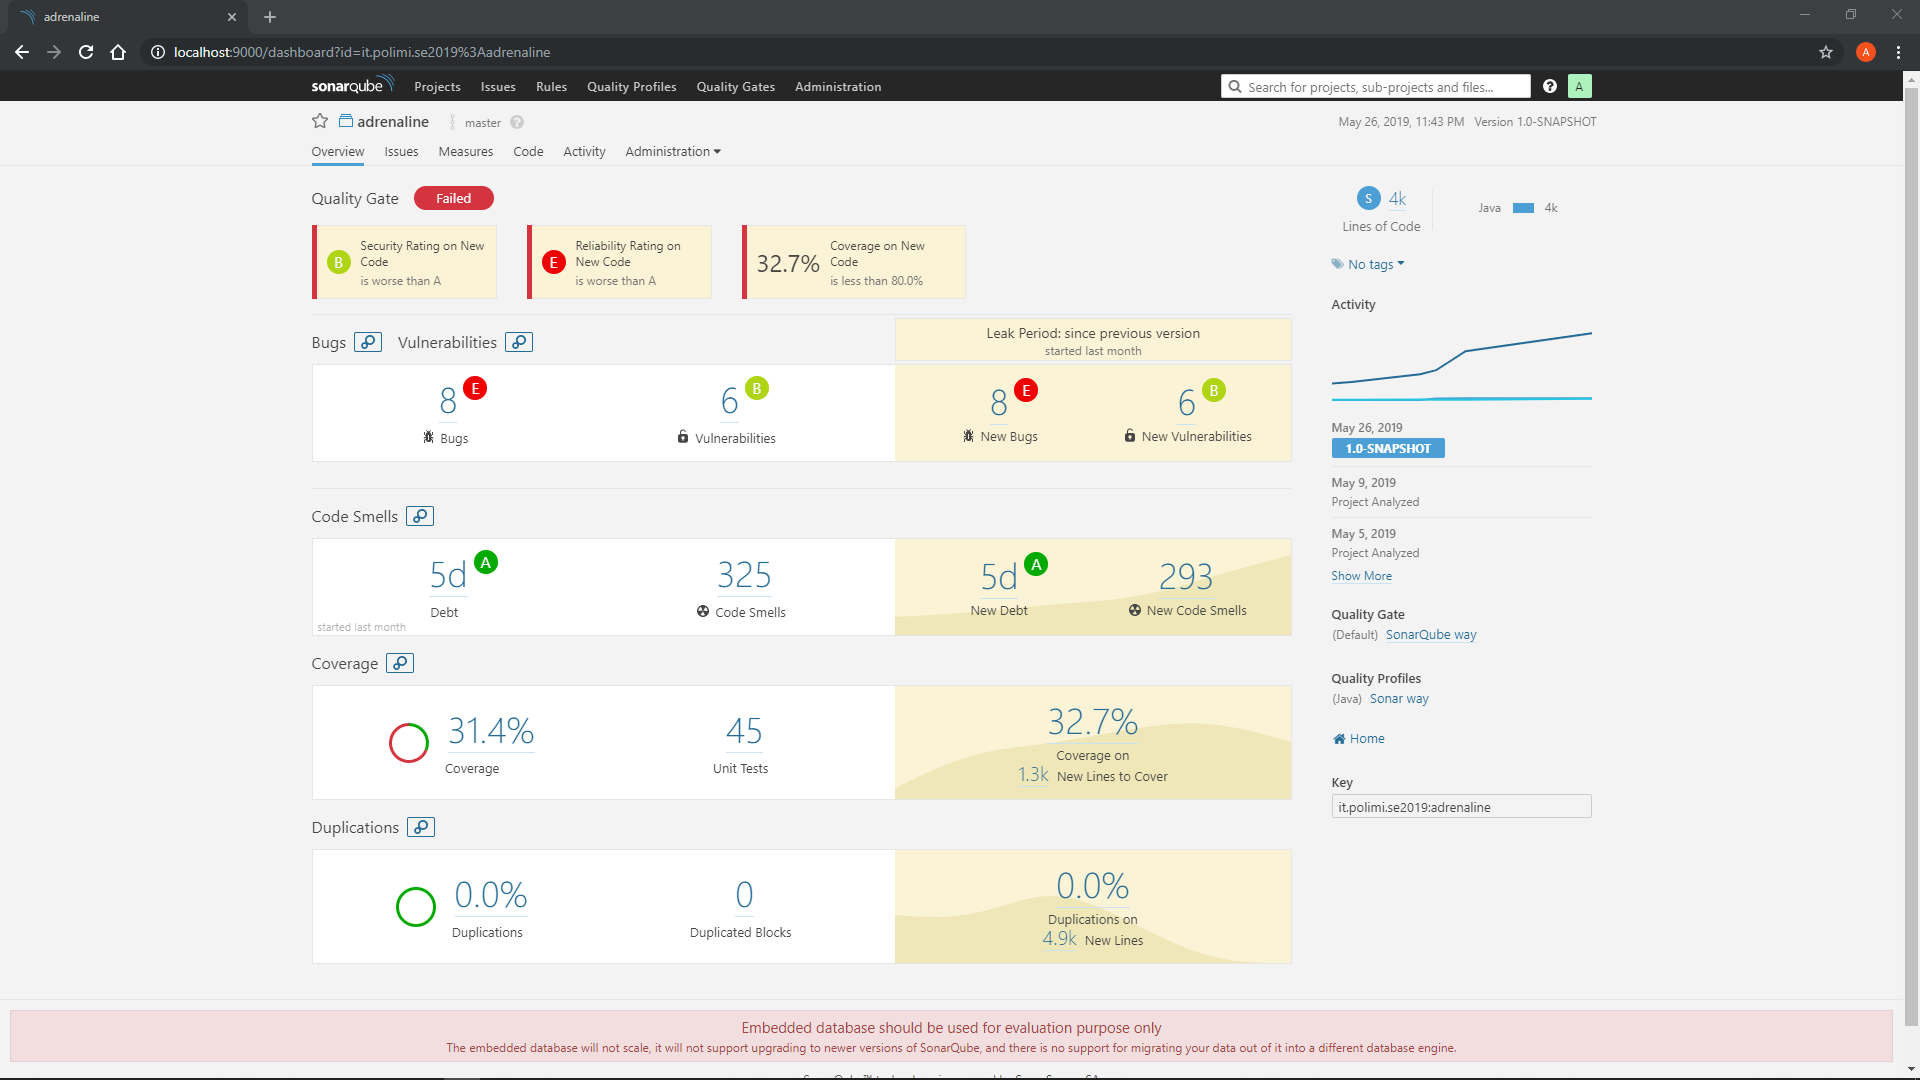 adrenaline
localhost:9000/dashboard?id=it.polimi.se2019%3Aadrenaline
A
sonarqube Projects Issues Rules Quality Profiles Quality Gates Administration
Search for projects, sub-projects and files...
A
adrenaline master
May 26, 2019, 11:43 PM Version 1.0-SNAPSHOT
Overview Issues Measures Code Activity Administration
Quality Gate Failed
B Security Rating on New
Code
is worse than A
E Reliability Rating on
New Code
is worse than A
32.7% Coverage on New
Code
is less than 80.0%
Bugs Vulnerabilities
Leak Period: since previous version
started last month
8 E
Bugs
6 B
Vulnerabilities
8 E
New Bugs
6 B
New Vulnerabilities
Code Smells
5d A
Debt
started last month
325
Code Smells
5d A
New Debt
293
New Code Smells
Coverage
31.4%
Coverage
45
Unit Tests
32.7%
Coverage on
1.3k New Lines to Cover
Duplications
0.0%
Duplications
0
Duplicated Blocks
0.0%
Duplications on
4.9k New Lines
S 4k
Lines of Code
Java 4k
No tags
Activity
May 26, 2019
1.0-SNAPSHOT
May 9, 2019
Project Analyzed
May 5, 2019
Project Analyzed
Show More
Quality Gate
(Default) SonarQube way
Quality Profiles
(Java) Sonar way
Home
Key
it.polimi.se2019:adrenaline
Embedded database should be used for evaluation purpose only
The embedded database will not scale, it will not support upgrading to newer versions of SonarQube, and there is no support for migrating your data out of it into a different database engine.